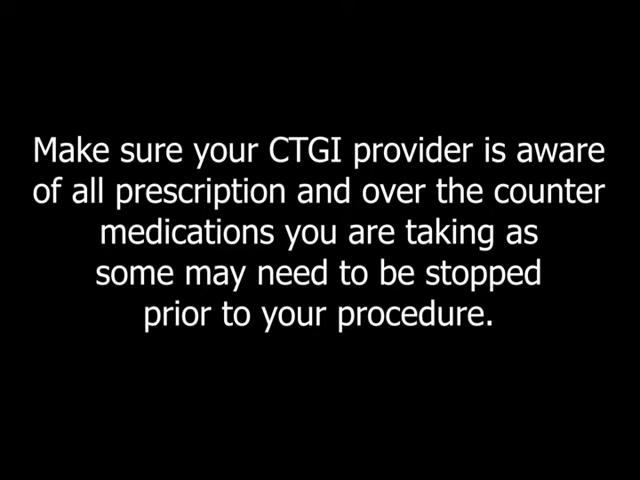 Make sure your CTGI provider is aware
of all prescription and over the counter
medications you are taking as
some may need to be stopped
prior to your procedure.